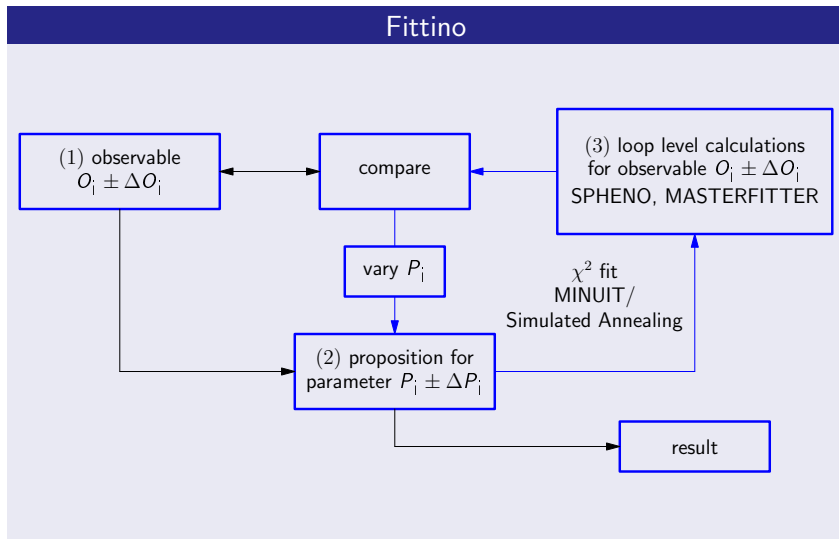 Fittino
(1) observable
O_i ± ΔO_i
compare
(3) loop level calculations
for observable O_i ± ΔO_i
SPHENO, MASTERFITTER
vary P_i
χ² fit
MINUIT/
Simulated Annealing
(2) proposition for
parameter P_i ± ΔP_i
result